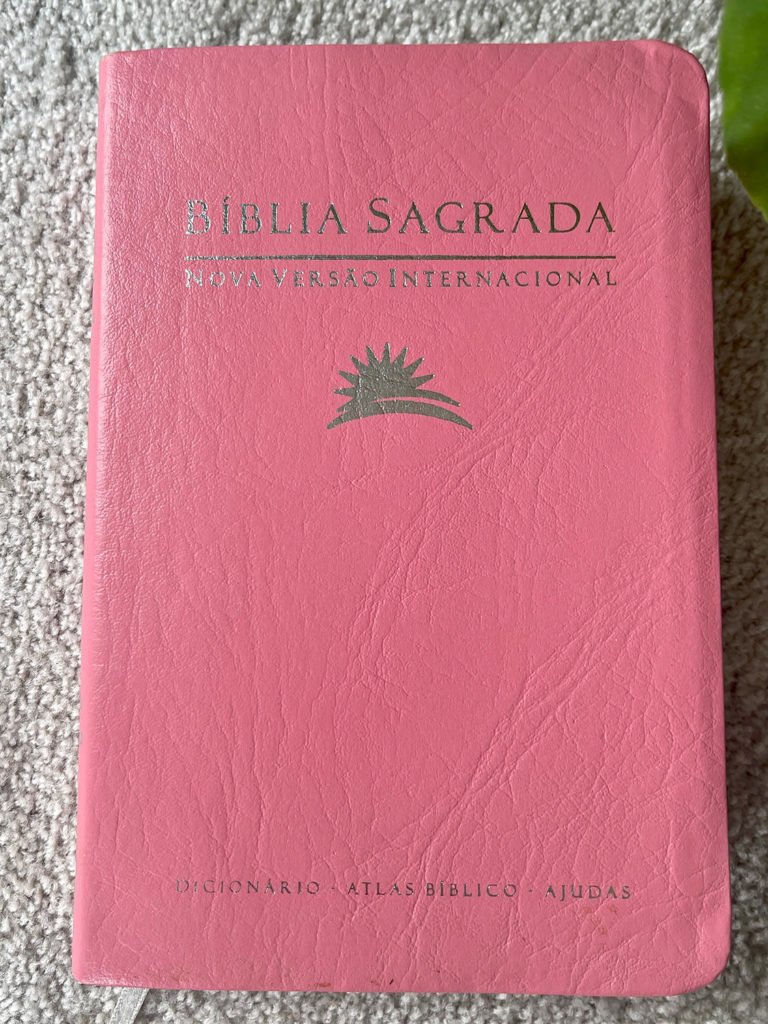 BÍBLIA SAGRADA
NOVA VERSÃO INTERNACIONAL
DICIONÁRIO - ATLAS BÍBLICO - AJUDAS